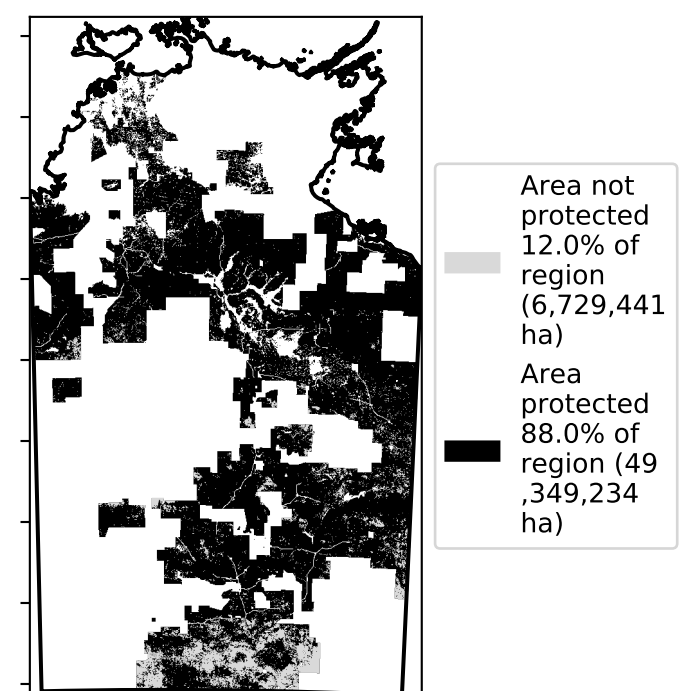 Area not
protected
12.0% of
region
(6,729,441
ha)
Area
protected
88.0% of
region (49
,349,234
ha)